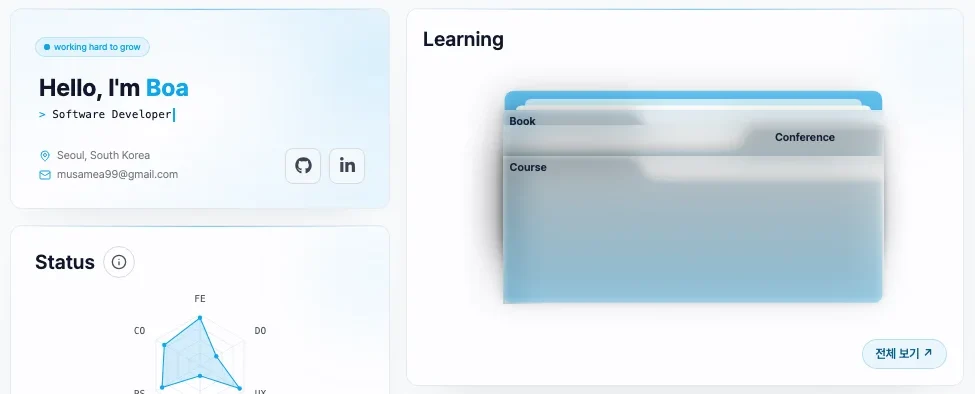 working hard to grow
Hello, I'm Boa
> Software Developer
Seoul, South Korea
musamea99@gmail.com
in
Status
FE
CO
DO
Learning
Book
Conference
Course
전체 보기 ↗